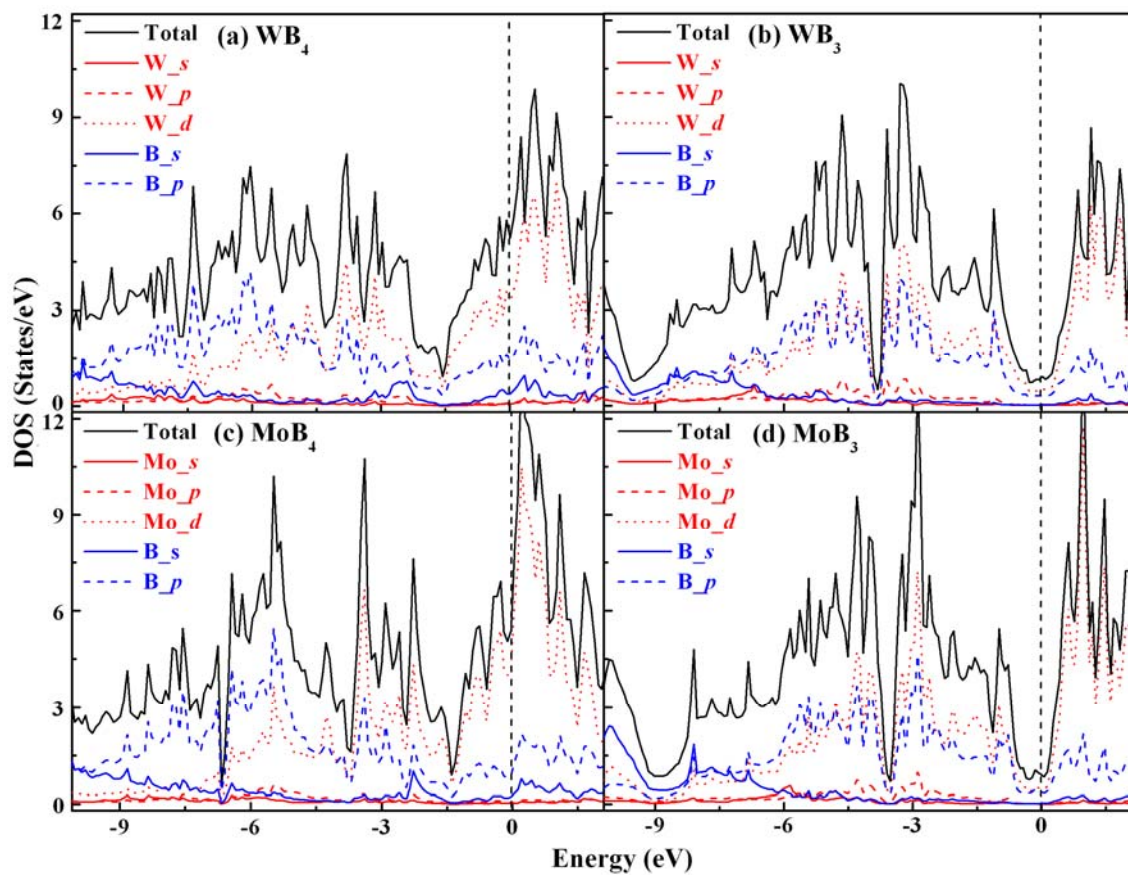 DOS (States/eV)
12
9
6
3
0
Total
W_s
W_p
W_d
B_s
B_p
(a) WB₄
Total
W_s
W_p
W_d
B_s
B_p
(b) WB₃
12
9
6
3
0
Total
Mo_s
Mo_p
Mo_d
B_s
B_p
(c) MoB₄
Total
Mo_s
Mo_p
Mo_d
B_s
B_p
(d) MoB₃
-9 -6 -3 0 -9 -6 -3 0
Energy (eV)